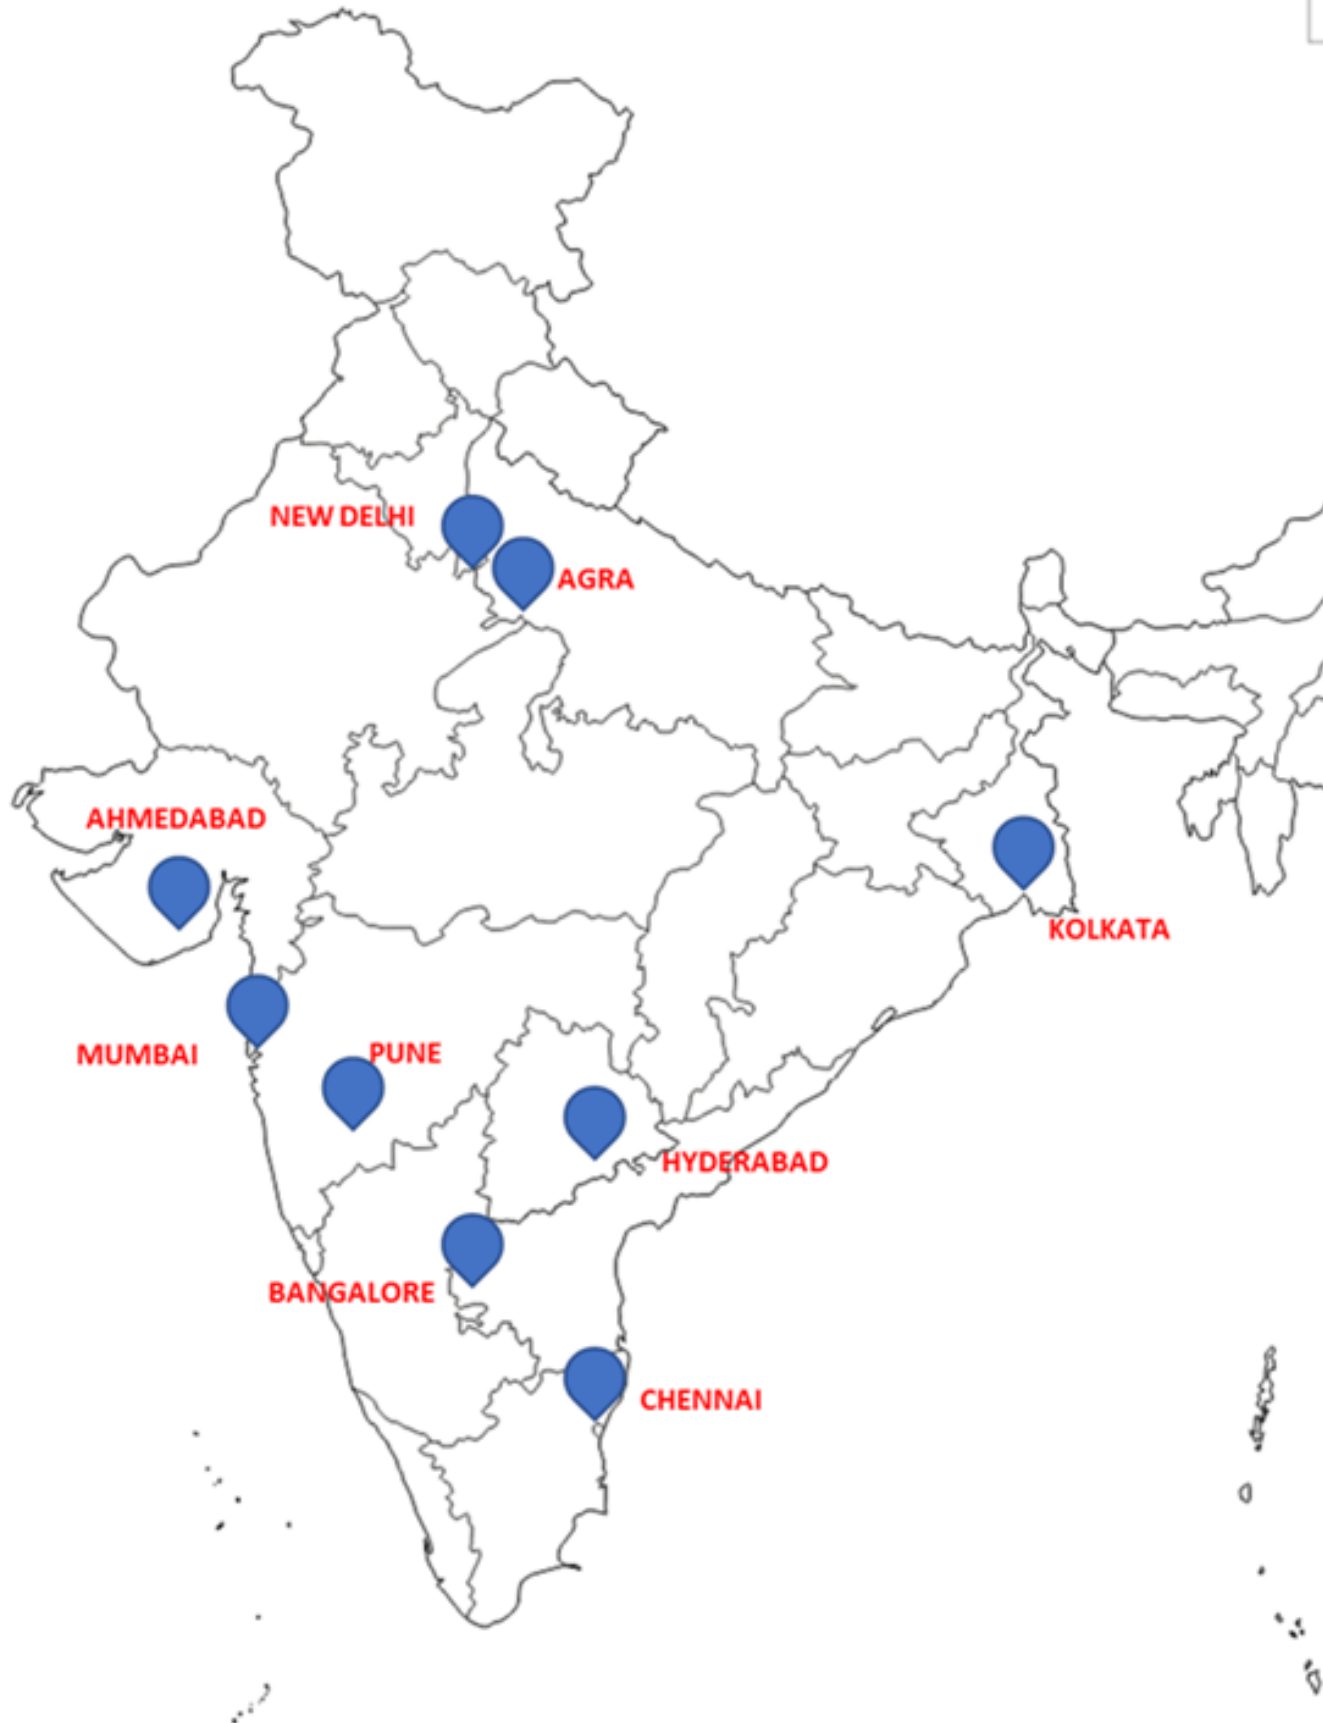 NEW DELHI
AGRA
AHMEDABAD
KOLKATA
MUMBAI
PUNE
HYDERABAD
BANGALORE
CHENNAI